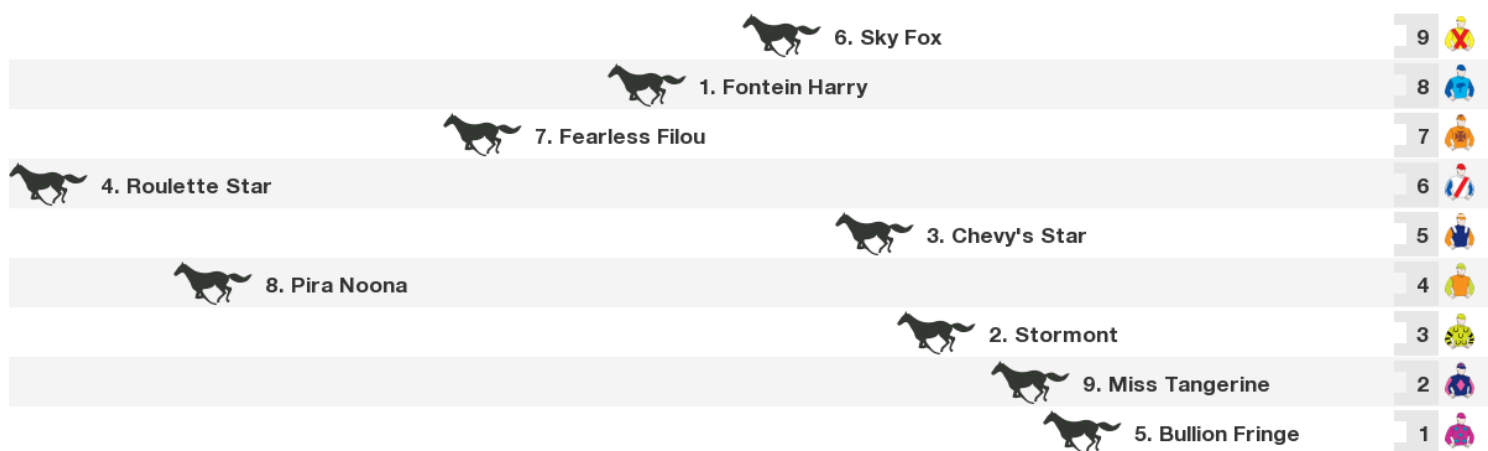 6. Sky Fox 9
1. Fontein Harry 8
7. Fearless Filou 7
4. Roulette Star 6
3. Chevy's Star 5
8. Pira Noona 4
2. Stormont 3
9. Miss Tangerine 2
5. Bullion Fringe 1